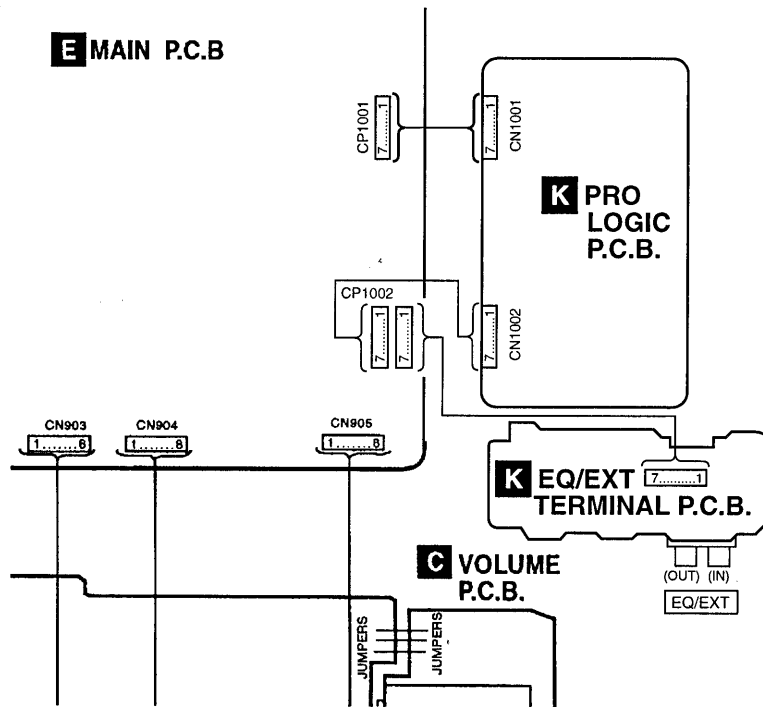 E MAIN P.C.B
CP1001
7.......1
7.......1
CN1001
K PRO
LOGIC
P.C.B.
CP1002
7.......1
7.......1
7.......1
CN1002
CN903
1.......6
CN904
1.......8
CN905
1.......8
K EQ/EXT
7..........1
TERMINAL P.C.B.
(OUT) (IN)
EQ/EXT
C VOLUME
P.C.B.
JUMPERS
JUMPERS